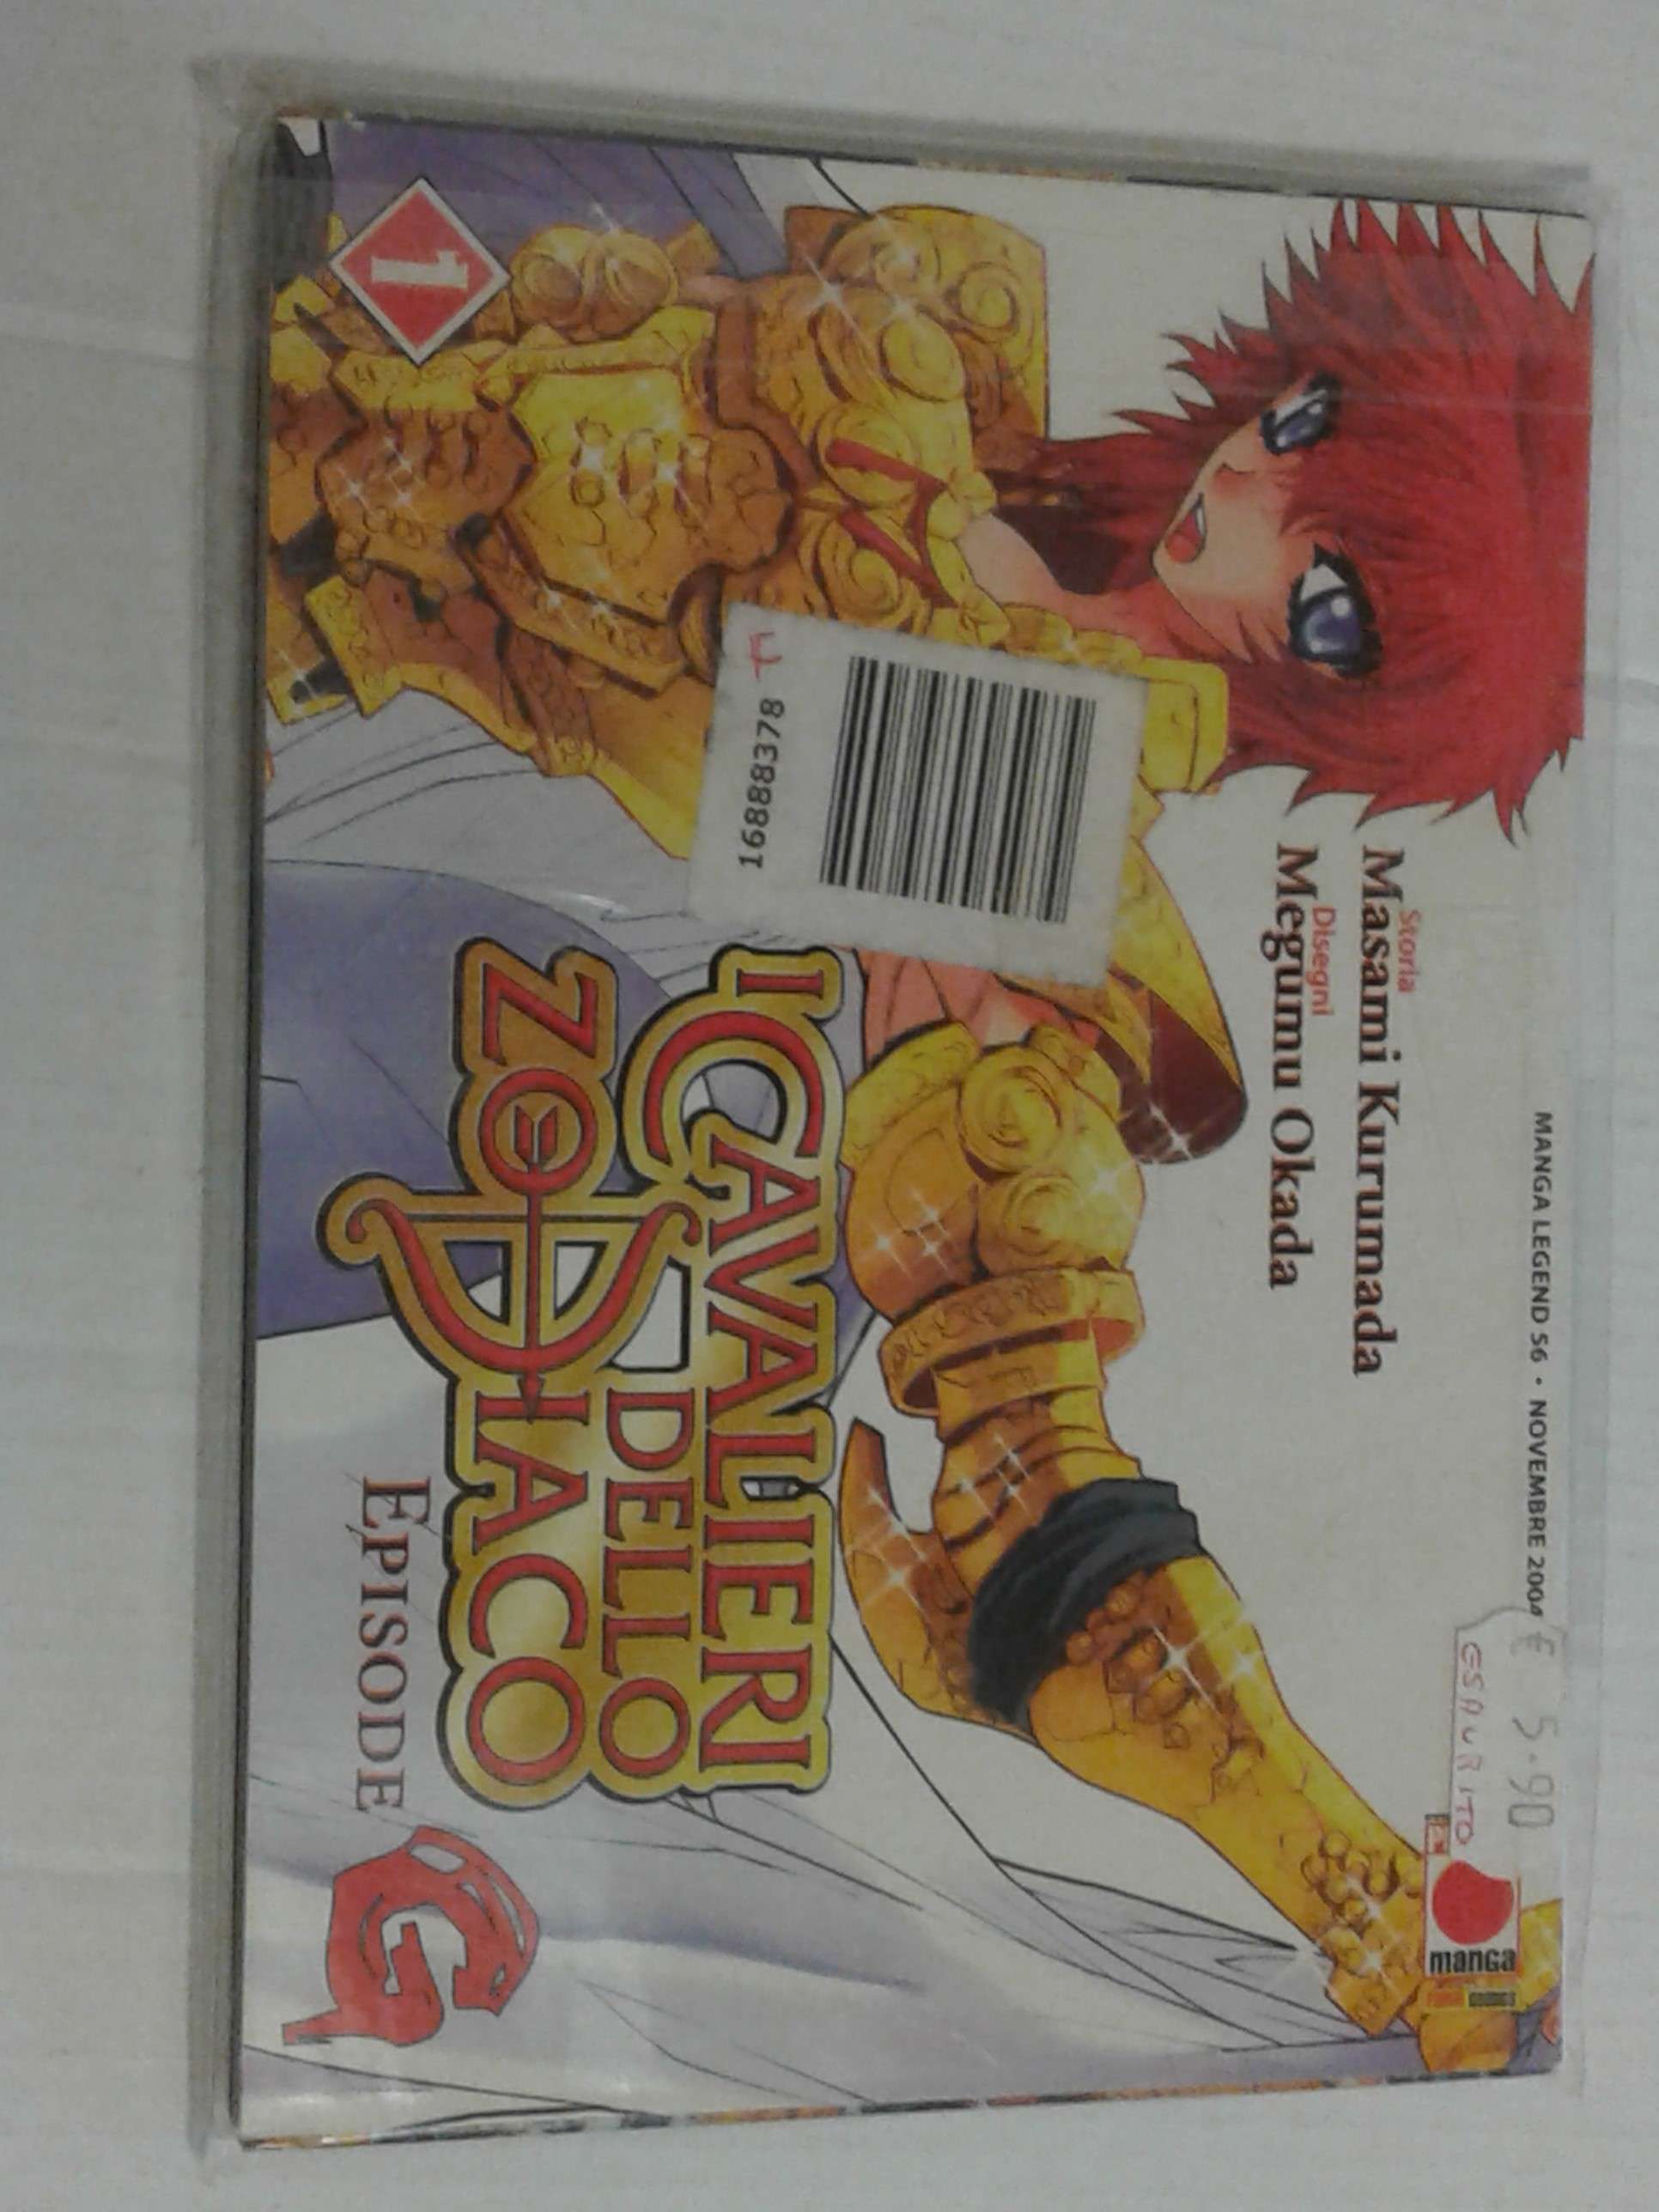 MANGA LEGEND 56 • NOVEMBRE 2004
€ 5.90
ESAURITO
manga
Storia
Masami Kurumada
Disegni
Megumu Okada
16888378
I CAVALIERI
DELLO
ZODIACO
EPISODE G
1